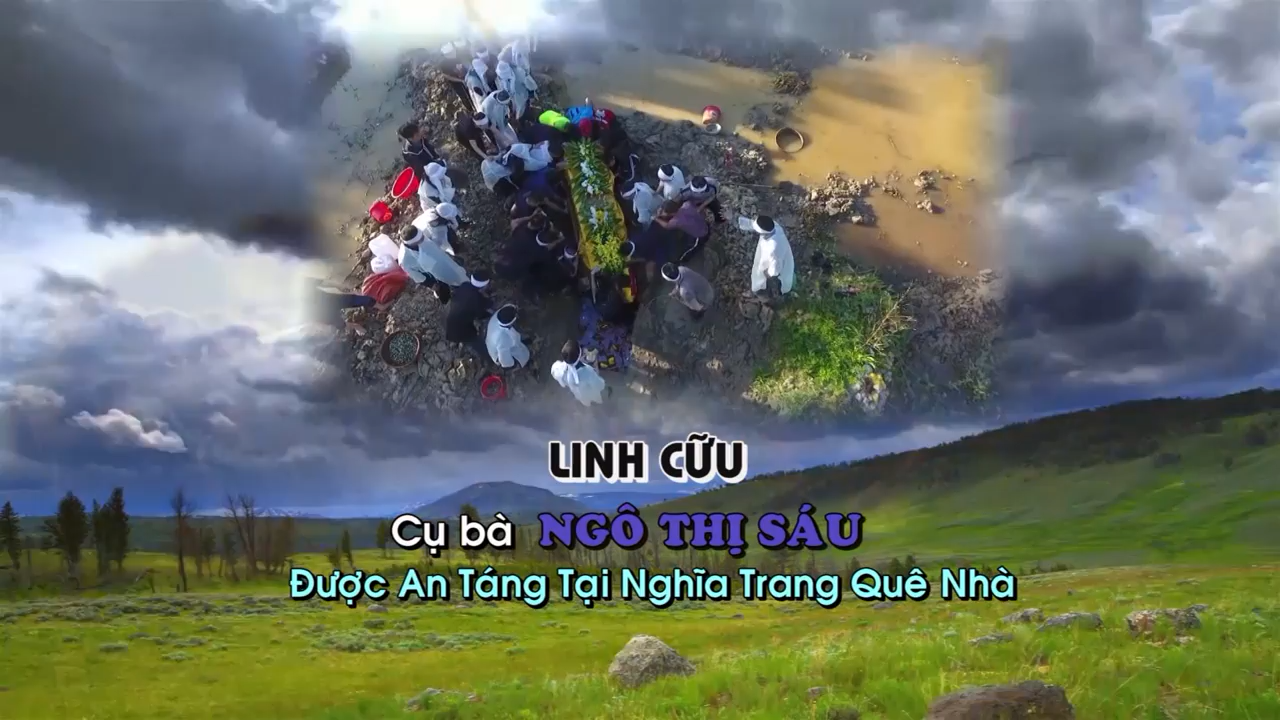 LINH CỮU
Cụ bà NGÔ THỊ SÁU
Được An Táng Tại Nghĩa Trang Quê Nhà